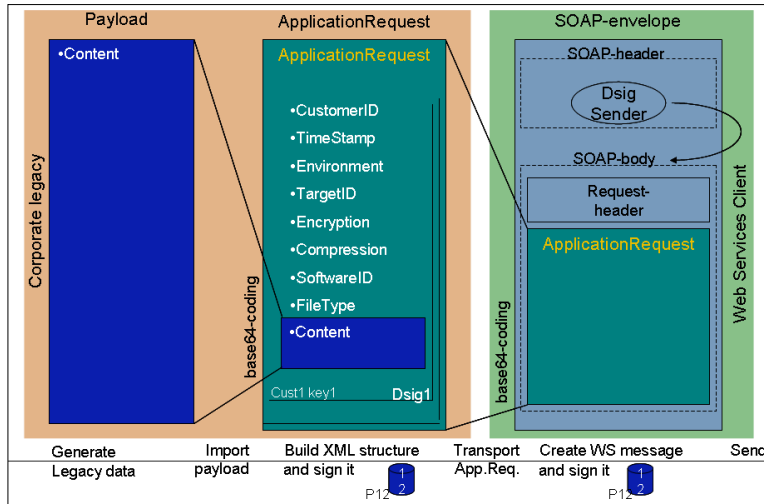 Payload
ApplicationRequest
SOAP-envelope
•Content
ApplicationRequest
SOAP-header
Dsig
Sender
•CustomerID
•TimeStamp
•Environment
•TargetID
•Encryption
•Compression
•SoftwareID
•FileType
•Content
Cust1 key1
Dsig1
SOAP-body
Request-
header
ApplicationRequest
Corporate legacy
base64-coding
base64-coding
Web Services Client
Generate
Legacy data
Import
payload
Build XML structure
and sign it
Transport
App.Req.
Create WS message
and sign it
Send
P12
1
2
P12
1
2